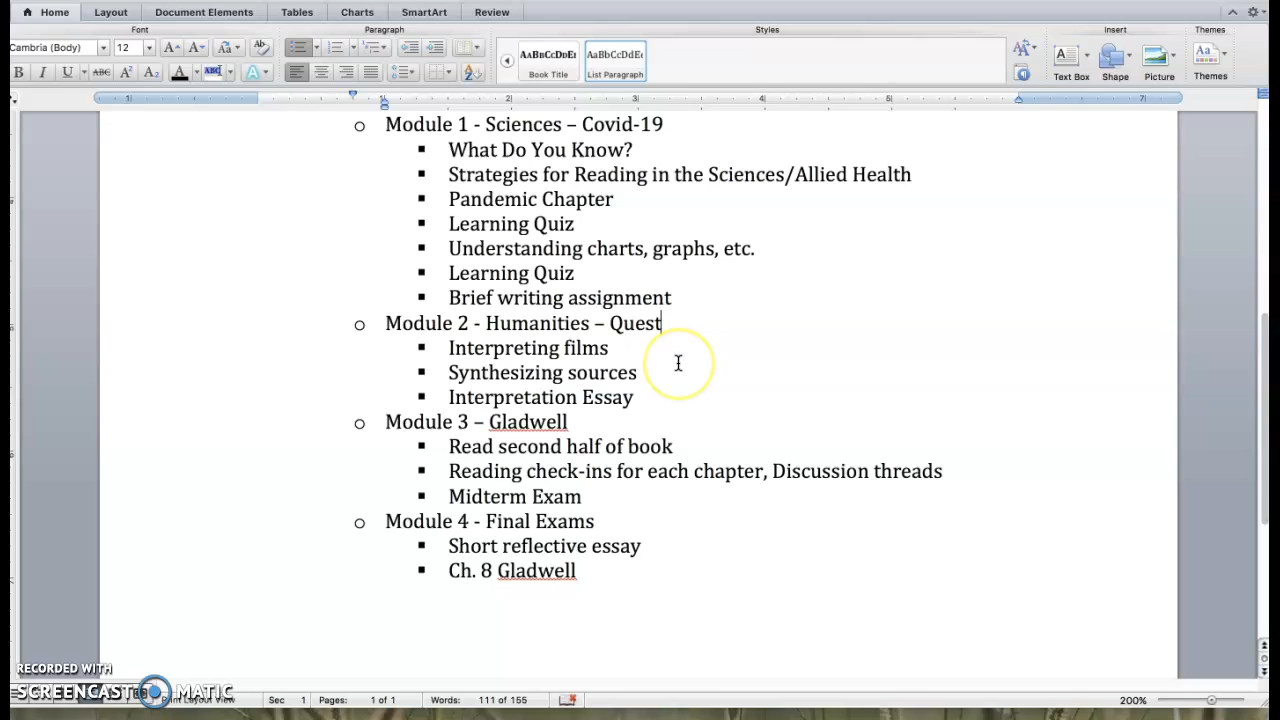 Home Layout Document Elements Tables Charts SmartArt Review
Font Paragraph Styles Insert Themes
Cambria (Body) 12 AABBCCDDEE AaBbCcDdEe
Book Title List Paragraph Text Box Shape Picture Themes
Module 1 - Sciences – Covid-19
What Do You Know?
Strategies for Reading in the Sciences/Allied Health
Pandemic Chapter
Learning Quiz
Understanding charts, graphs, etc.
Learning Quiz
Brief writing assignment
Module 2 - Humanities – Quest
Interpreting films
Synthesizing sources
Interpretation Essay
Module 3 – Gladwell
Read second half of book
Reading check-ins for each chapter, Discussion threads
Midterm Exam
Module 4 - Final Exams
Short reflective essay
Ch. 8 Gladwell
RECORDED WITH
SCREENCAST MATIC
Print Layout View Sec 1 Pages: 1 of 1 Words: 111 of 155 200%